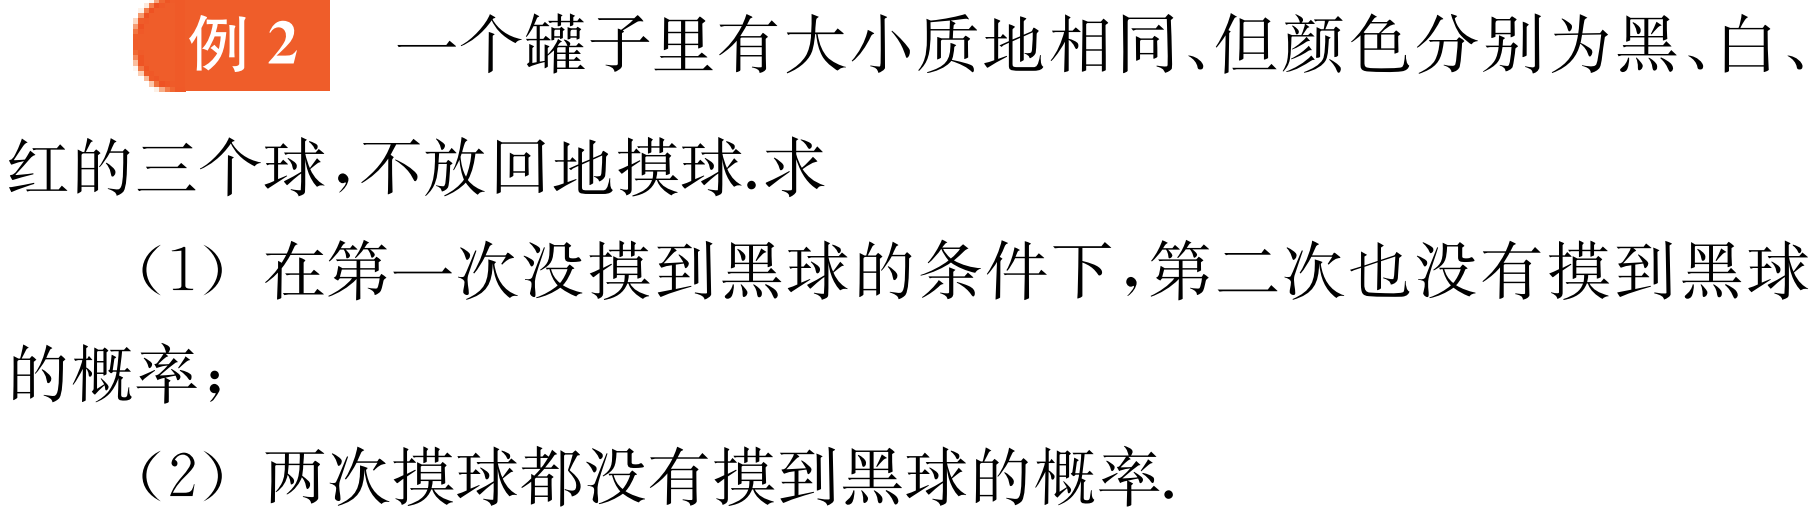 例 2 一个罐子里有大小质地相同、但颜色分别为黑、白、
红的三个球,不放回地摸球.求
(1) 在第一次没摸到黑球的条件下,第二次也没有摸到黑球
的概率;
(2) 两次摸球都没有摸到黑球的概率.